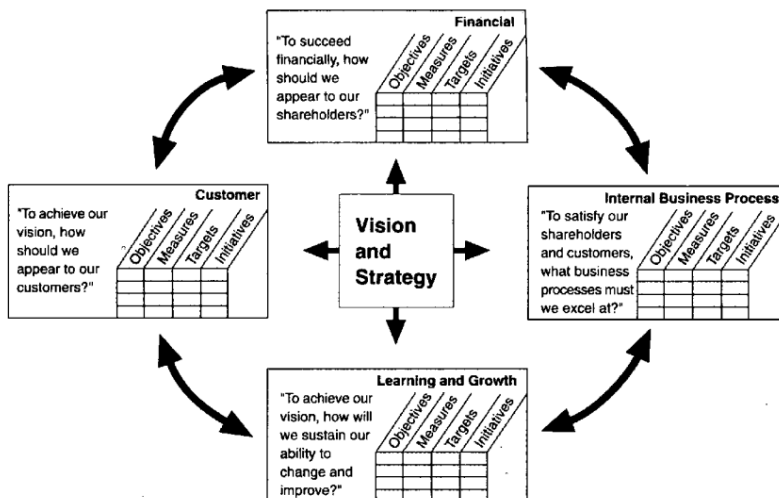 Financial
"To succeed
financially, how
should we
appear to our
shareholders?"
Objectives
Measures
Targets
Initiatives
Customer
"To achieve our
vision, how
should we
appear to our
customers?"
Objectives
Measures
Targets
Initiatives
Vision
and
Strategy
Internal Business Process
"To satisfy our
shareholders
and customers,
what business
processes must
we excel at?"
Objectives
Measures
Targets
Initiatives
Learning and Growth
"To achieve our
vision, how will
we sustain our
ability to
change and
improve?"
Objectives
Measures
Targets
Initiatives